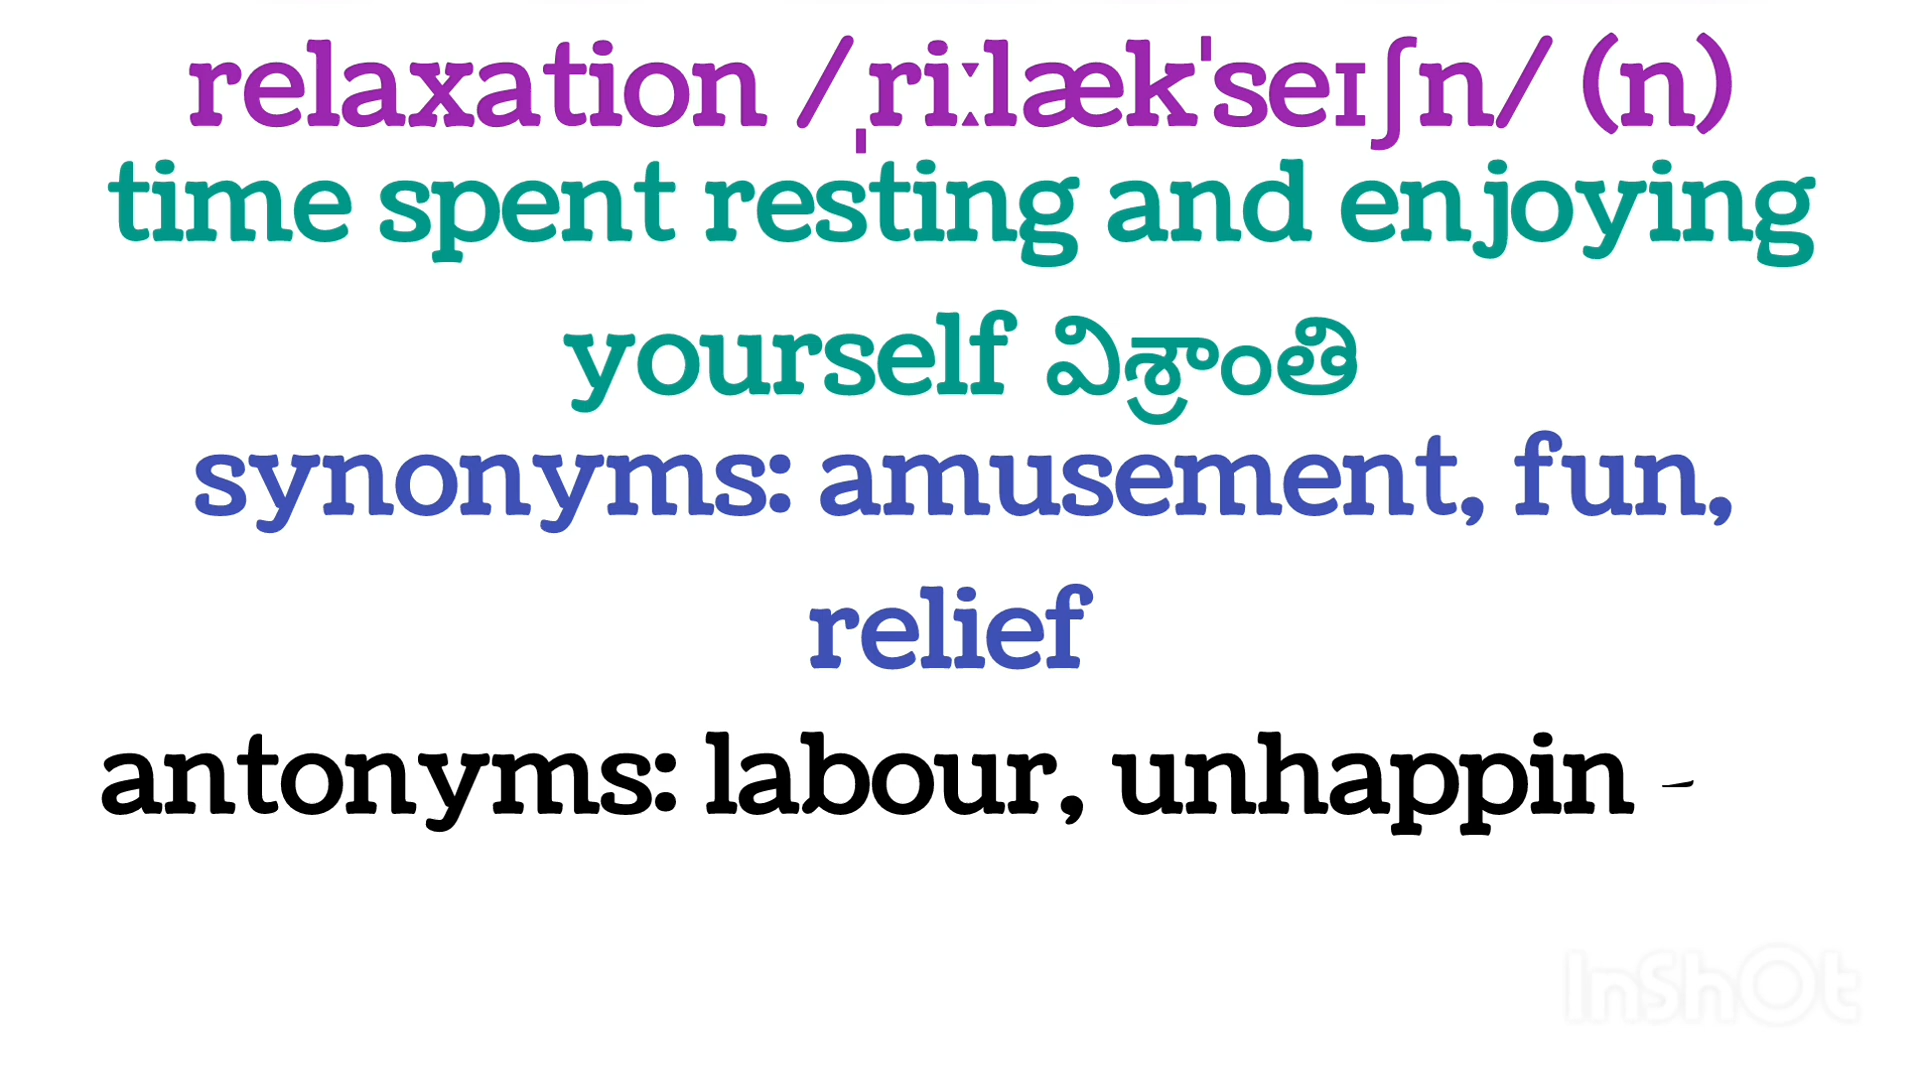 relaxation /ˌriːlækˈseɪʃn/ (n)
time spent resting and enjoying
yourself విశ్రాంతి
synonyms: amusement, fun,
relief
antonyms: labour, unhappin
InShOt